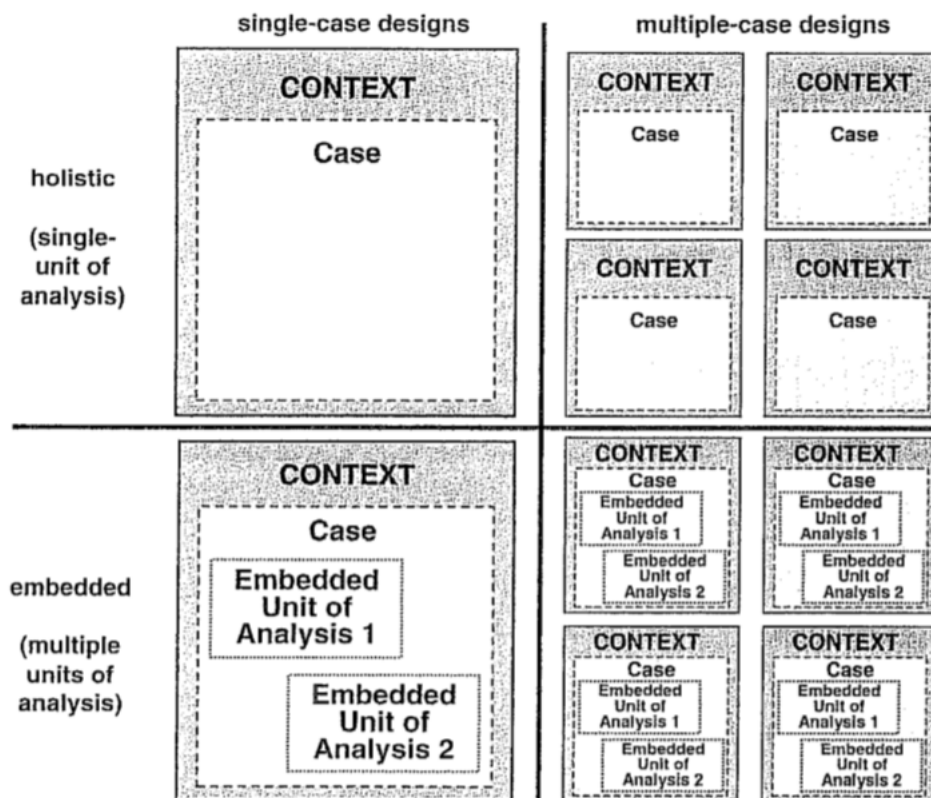 single-case designs
multiple-case designs
holistic
(single-
unit of
analysis)
CONTEXT
Case
CONTEXT
Case
CONTEXT
Case
CONTEXT
Case
CONTEXT
Case
embedded
(multiple
units of
analysis)
CONTEXT
Case
Embedded
Unit of
Analysis 1
Embedded
Unit of
Analysis 2
CONTEXT
Case
Embedded
Unit of
Analysis 1
Embedded
Unit of
Analysis 2
CONTEXT
Case
Embedded
Unit of
Analysis 1
Embedded
Unit of
Analysis 2
CONTEXT
Case
Embedded
Unit of
Analysis 1
Embedded
Unit of
Analysis 2
CONTEXT
Case
Embedded
Unit of
Analysis 1
Embedded
Unit of
Analysis 2